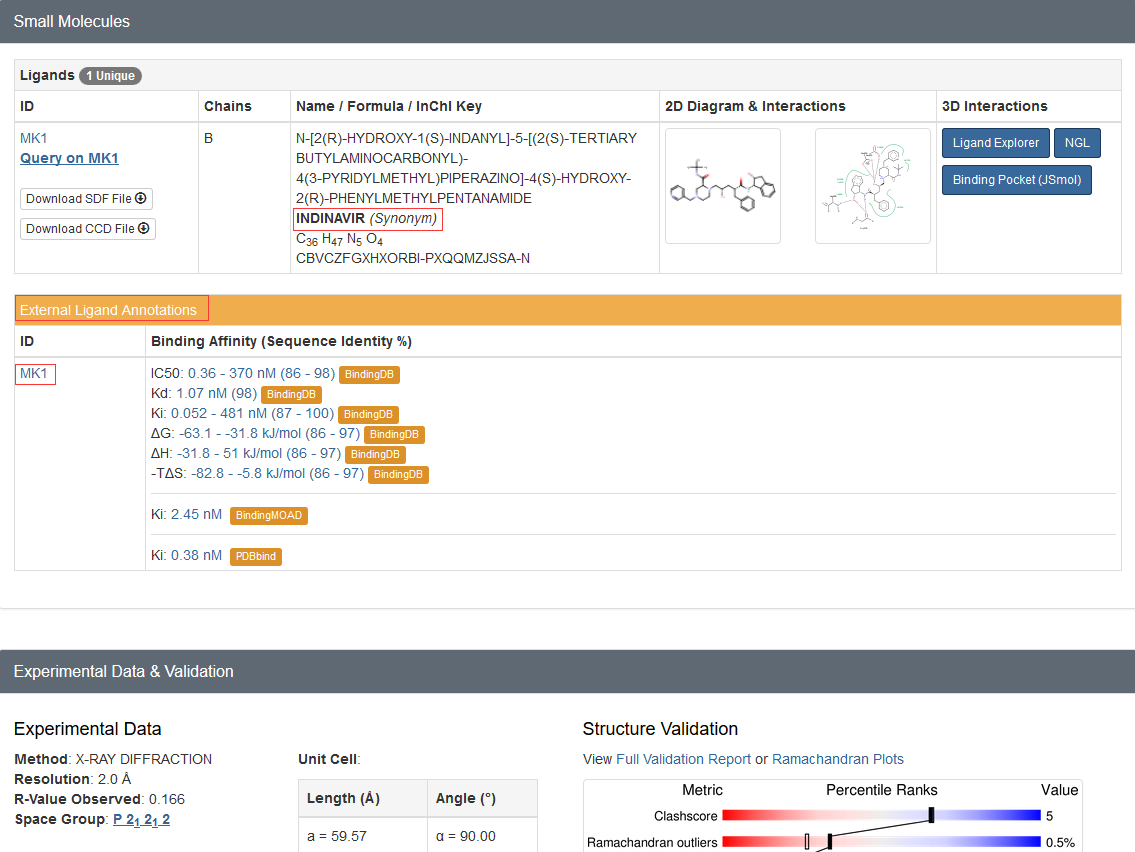 Small Molecules
Ligands 1 Unique
ID Chains Name / Formula / InChI Key 2D Diagram & Interactions 3D Interactions
MK1 B N-[2(R)-HYDROXY-1(S)-INDANYL]-5-[(2(S)-TERTIARY Ligand Explorer NGL
Query on MK1 BUTYLAMINOCARBONYL)-
4(3-PYRIDYLMETHYL)PIPERAZINO]-4(S)-HYDROXY- Binding Pocket (JSmol)
Download SDF File 2(R)-PHENYLMETHYLPENTANAMIDE
INDINAVIR (Synonym)
Download CCD File C36 H47 N5 O4
CBVCZFGXHXORBI-PXQQMZJSSA-N
External Ligand Annotations
ID Binding Affinity (Sequence Identity %)
MK1 IC50: 0.36 - 370 nM (86 - 98) BindingDB
Kd: 1.07 nM (98) BindingDB
Ki: 0.052 - 481 nM (87 - 100) BindingDB
ΔG: -63.1 - -31.8 kJ/mol (86 - 97) BindingDB
ΔH: -31.8 - 51 kJ/mol (86 - 97) BindingDB
-TΔS: -82.8 - -5.8 kJ/mol (86 - 97) BindingDB
Ki: 2.45 nM BindingMOAD
Ki: 0.38 nM PDBbind
Experimental Data & Validation
Experimental Data Structure Validation
Method: X-RAY DIFFRACTION Unit Cell: View Full Validation Report or Ramachandran Plots
Resolution: 2.0 Å
R-Value Observed: 0.166 Length (Å) Angle (°) Metric Percentile Ranks Value
Space Group: P 21 21 2 Clashscore 5
a = 59.57 α = 90.00 Ramachandran outliers 0.5%